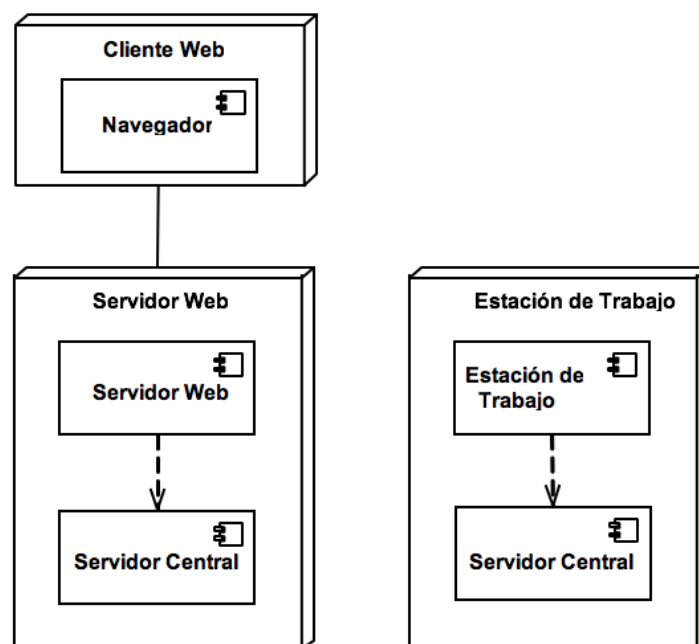 Cliente Web
Navegador
Servidor Web
Servidor Web
Servidor Central
Estación de Trabajo
Estación de
Trabajo
Servidor Central